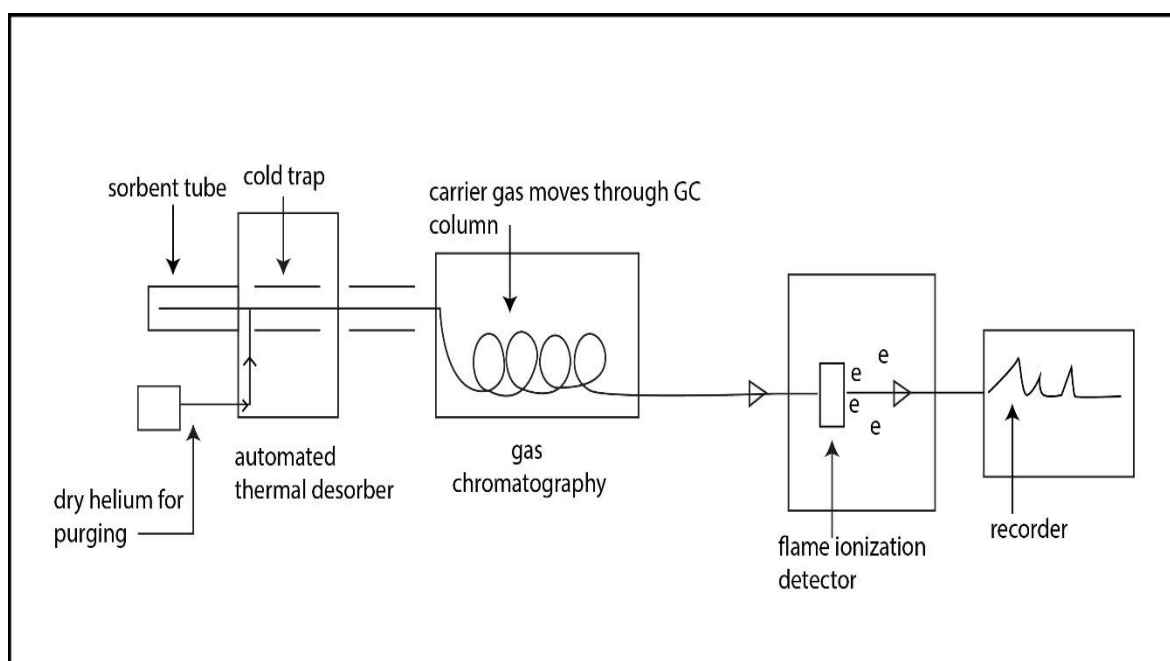 sorbent tube
cold trap
carrier gas moves through GC
column
e
e
e
e
automated
thermal desorber
gas
chromatography
dry helium for
purging
flame ionization
detector
recorder